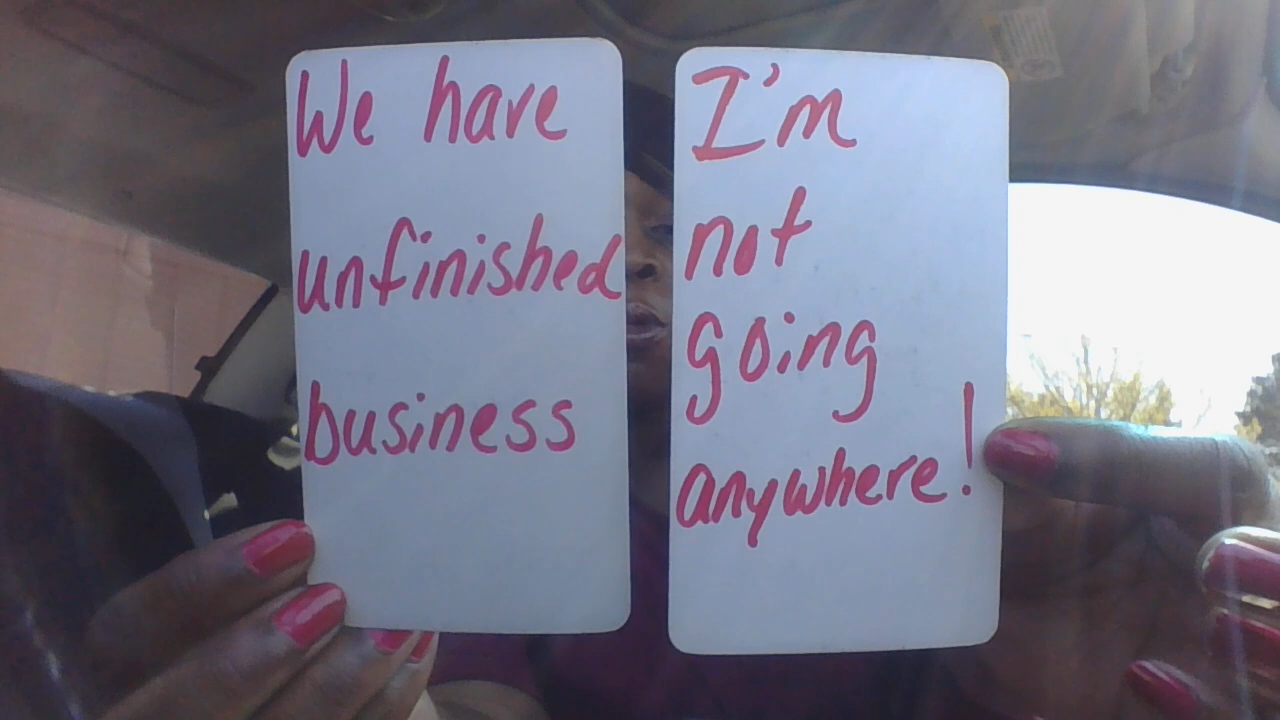 We have
unfinished
business
I'm
not
going
anywhere!